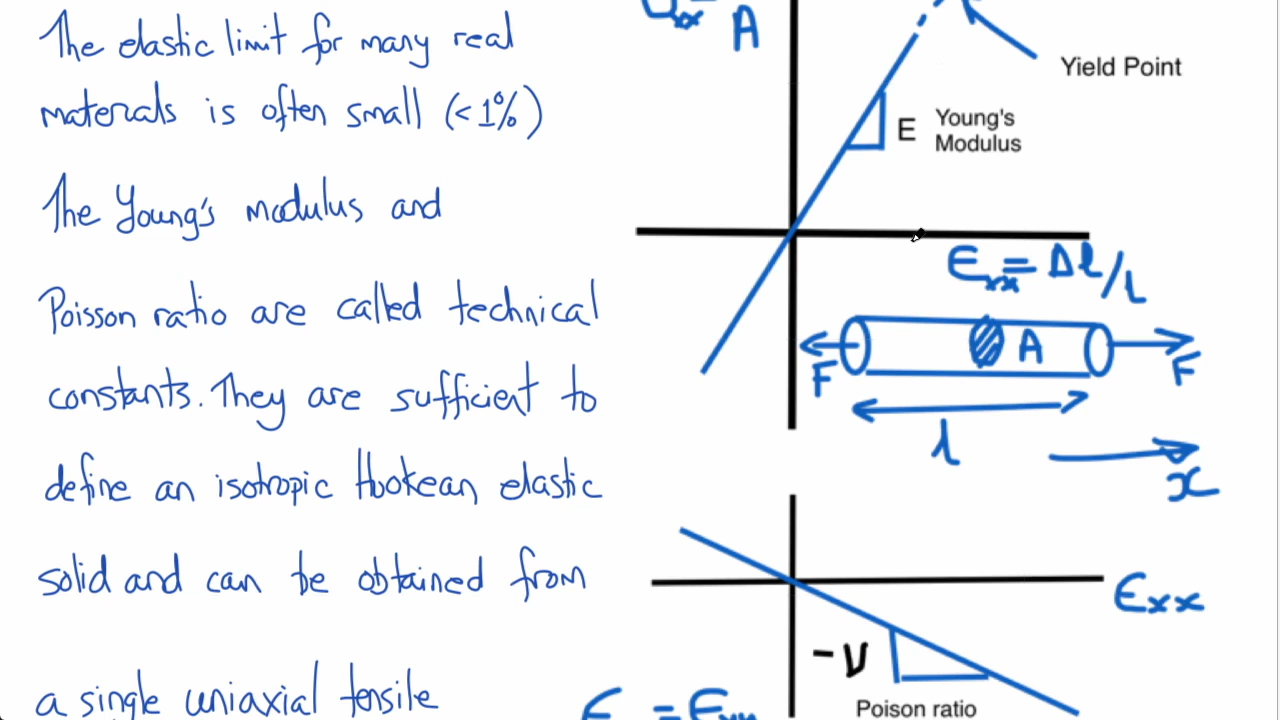 The elastic limit for many real
materials is often small (<1%)
The Young's modulus and
Poisson ratio are called technical
constants. They are sufficient to
define an isotropic Hookean elastic
solid and can be obtained from
a single uniaxial tensile
A
Yield Point
E Young's
Modulus
Exx = Δl/l
A
F F
l
x
Exx
-ν
Poison ratio